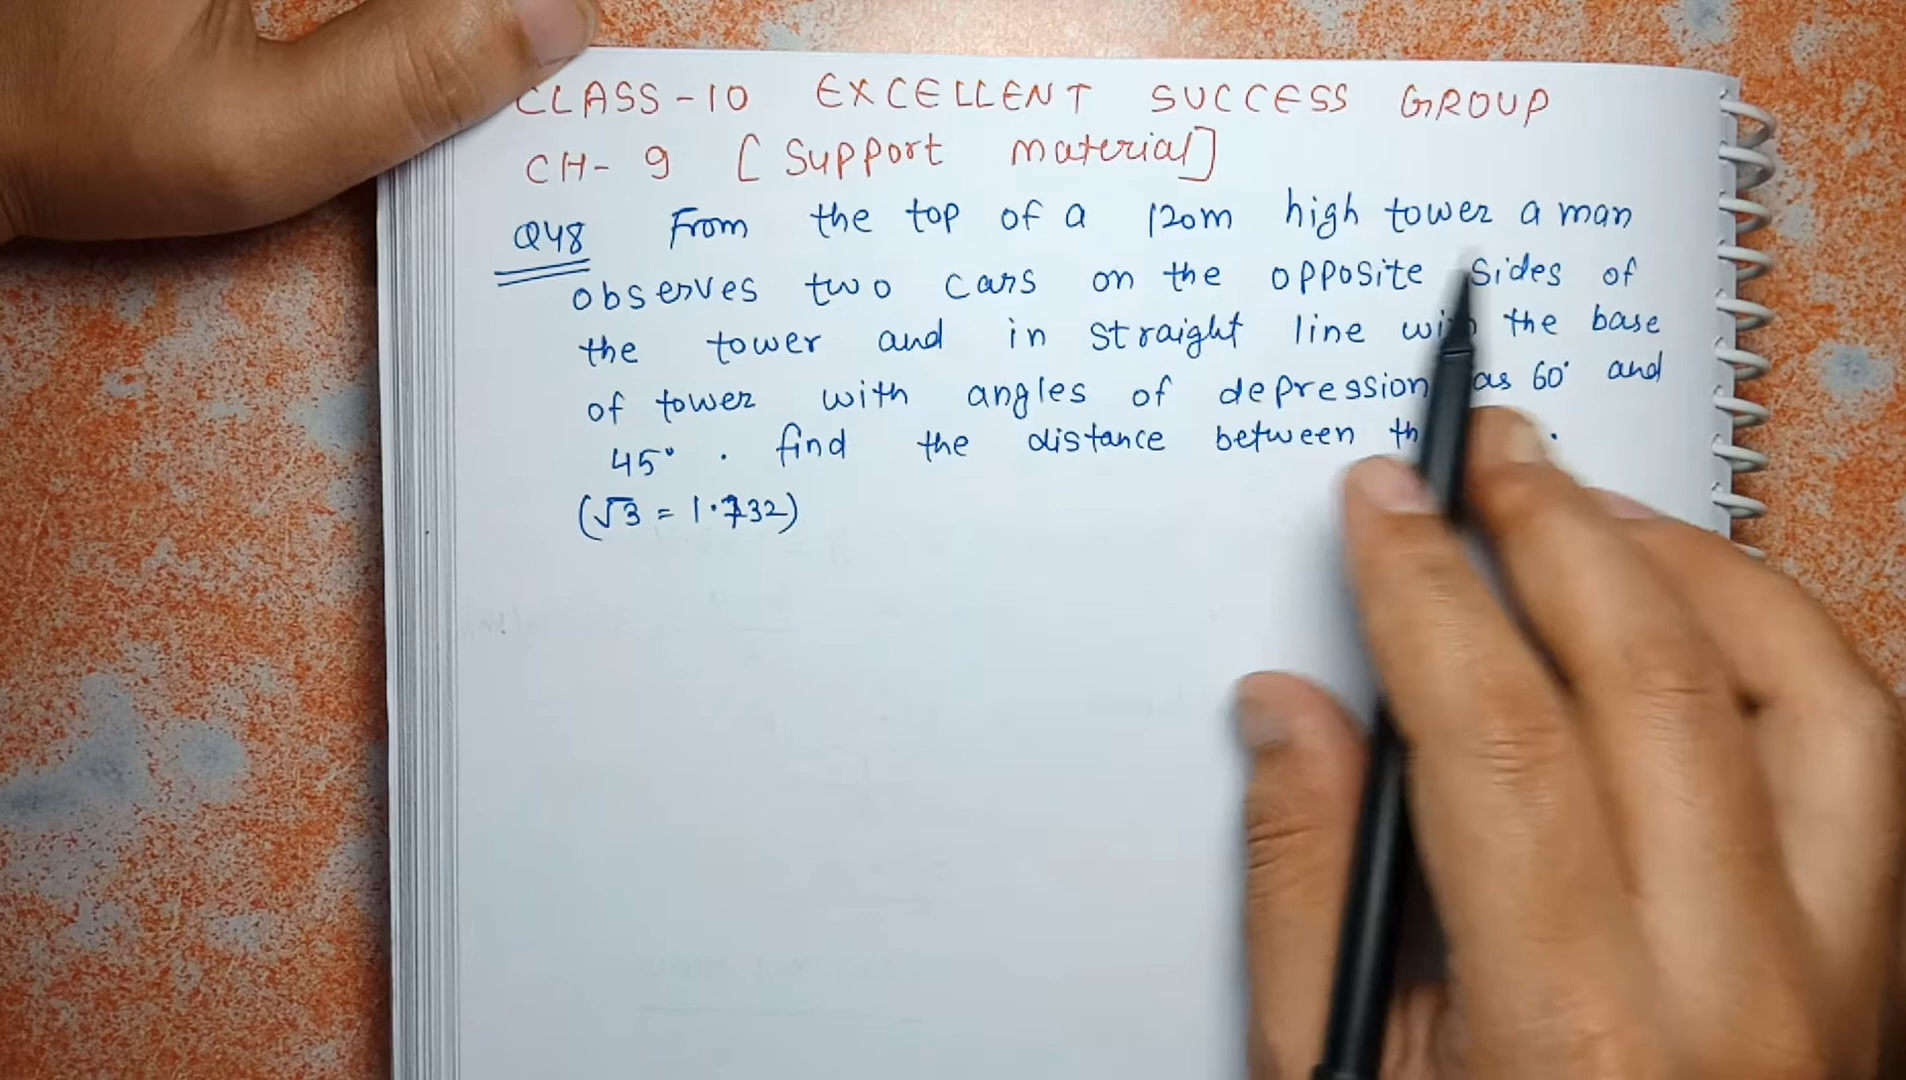 CLASS-10 EXCELLENT SUCCESS GROUP
CH-9 [Support material]
Q48 From the top of a 120m high tower a man
observes two cars on the opposite sides of
the tower and in straight line with the base
of tower with angles of depression as 60° and
45°. find the distance between
(√3 = 1.732)